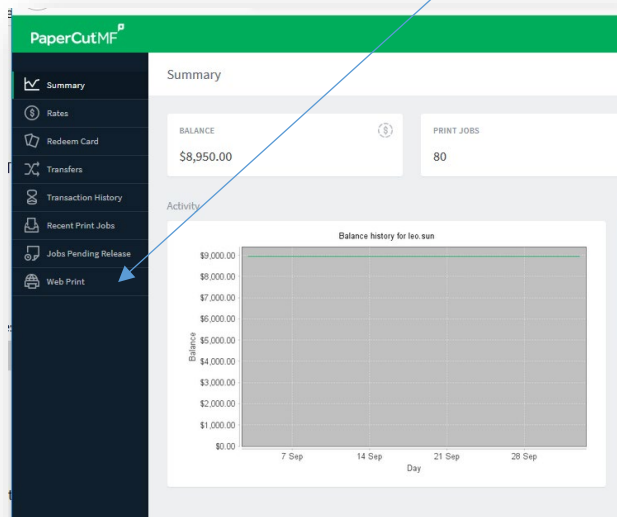 PaperCutMF
Summary
Rates
Redeem Card
Transfers
Transaction History
Recent Print Jobs
Jobs Pending Release
Web Print
Summary
BALANCE
$8,950.00
PRINT JOBS
80
Activity
Balance history for leo.sun
$9,000.00
$8,000.00
$7,000.00
$6,000.00
$5,000.00
$4,000.00
$3,000.00
$2,000.00
$1,000.00
$0.00
Balance
7 Sep 14 Sep 21 Sep 28 Sep
Day